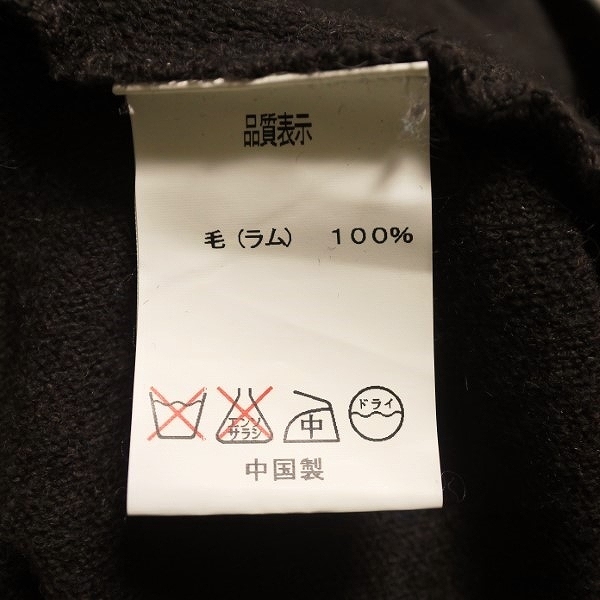 品質表示
毛（ラム） 100%
エンソ
サラシ
中
ドライ
中国製